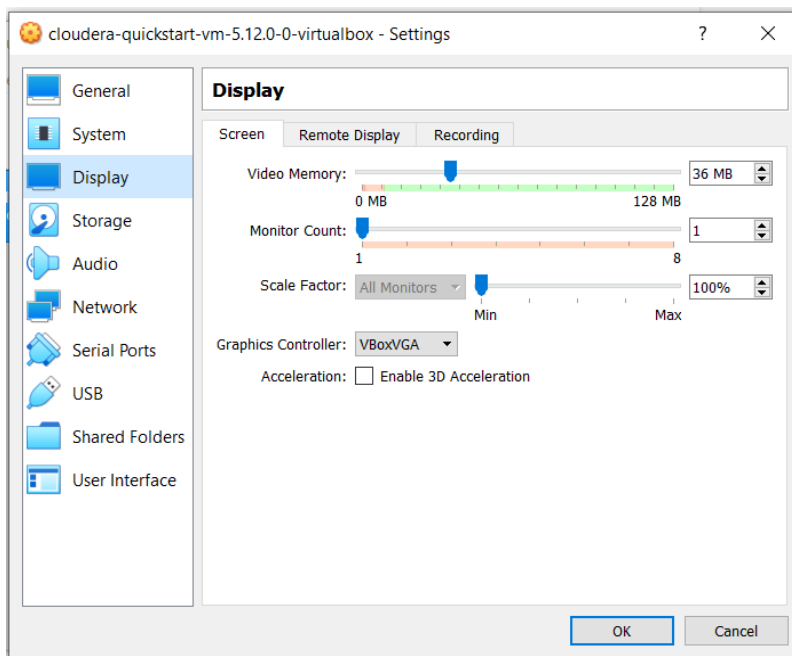 cloudera-quickstart-vm-5.12.0-0-virtualbox - Settings ?
General
System
Display
Storage
Audio
Network
Serial Ports
USB
Shared Folders
User Interface
Display
Screen Remote Display Recording
Video Memory: 36 MB
0 MB 128 MB
Monitor Count: 1
1 8
Scale Factor: All Monitors 100%
Min Max
Graphics Controller: VBoxVGA
Acceleration: Enable 3D Acceleration
OK Cancel